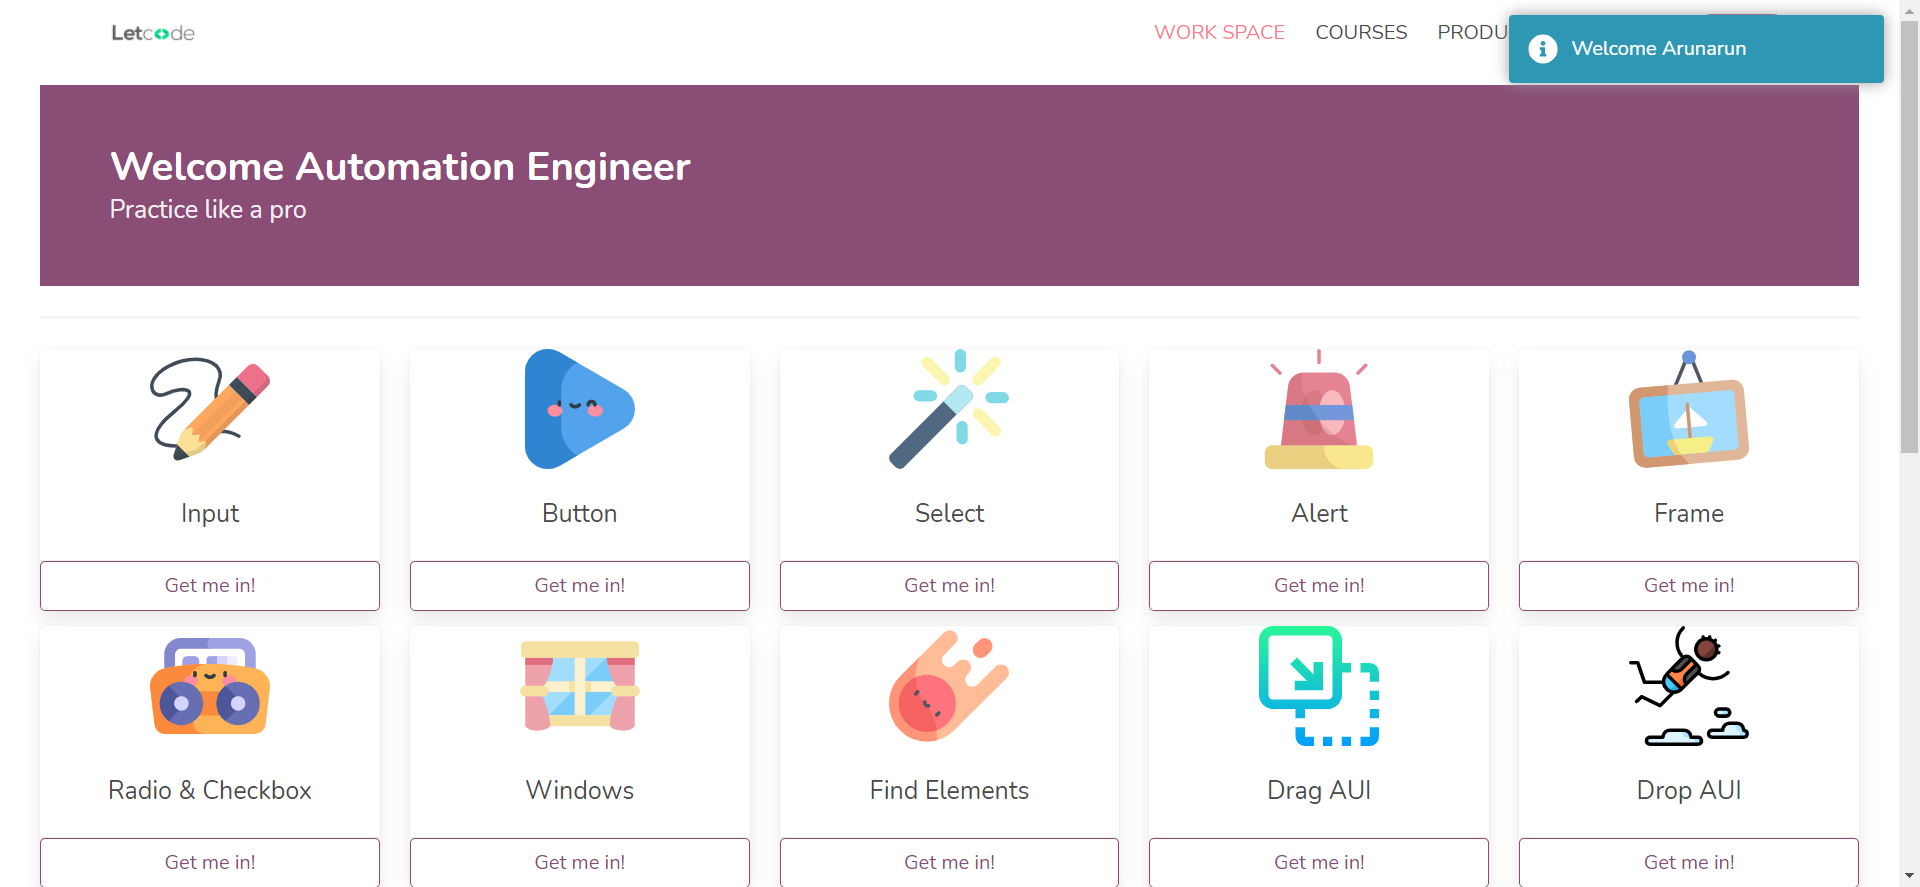 Letcode
WORK SPACE
COURSES
Welcome Arunarun
Welcome Automation Engineer
Practice like a pro
Input
Button
Select
Alert
Frame
Get me in!
Get me in!
Get me in!
Get me in!
Get me in!
Radio & Checkbox
Windows
Find Elements
Drag AUI
Drop AUI
Get me in!
Get me in!
Get me in!
Get me in!
Get me in!